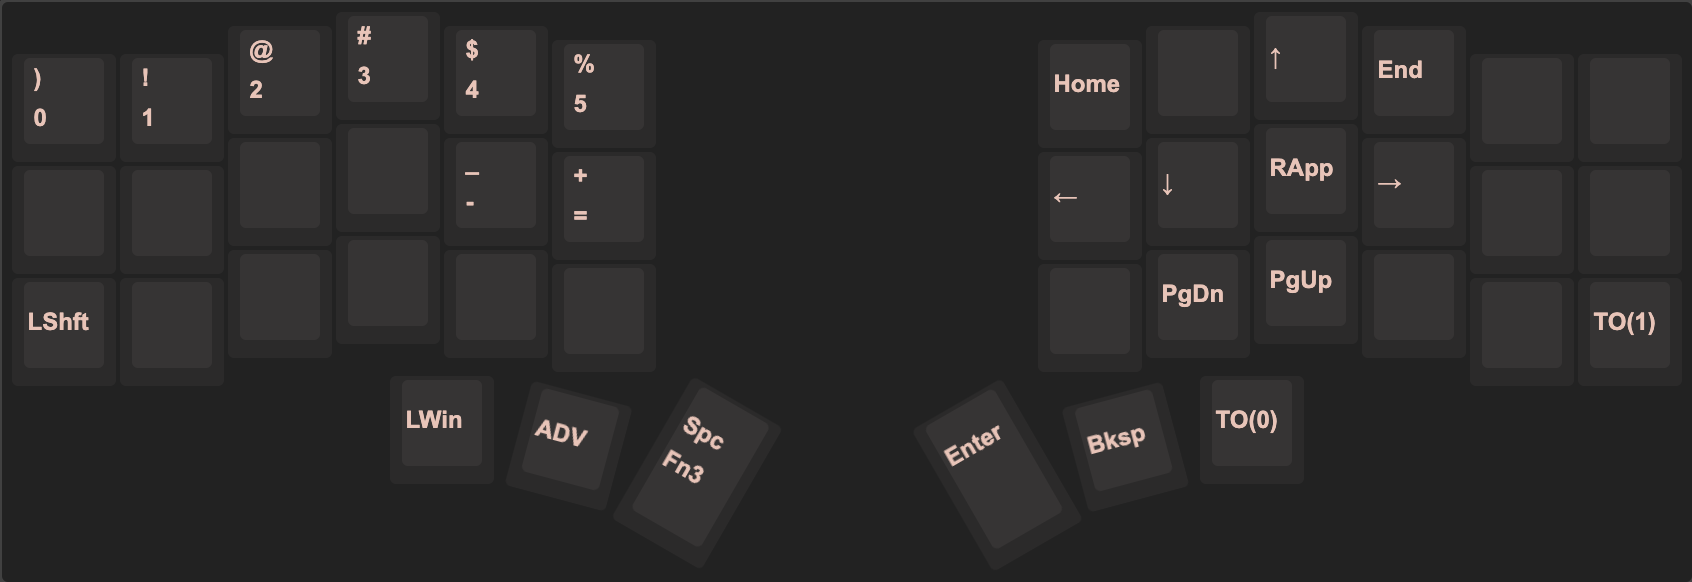 )
0
!
1
@
2
#
3
$
4
%
5
Home
↑
End
_
-
+
=
←
↓
RApp
→
LShft
PgDn
PgUp
TO(1)
LWin
ADV
Spc
Fn3
Enter
Bksp
TO(0)